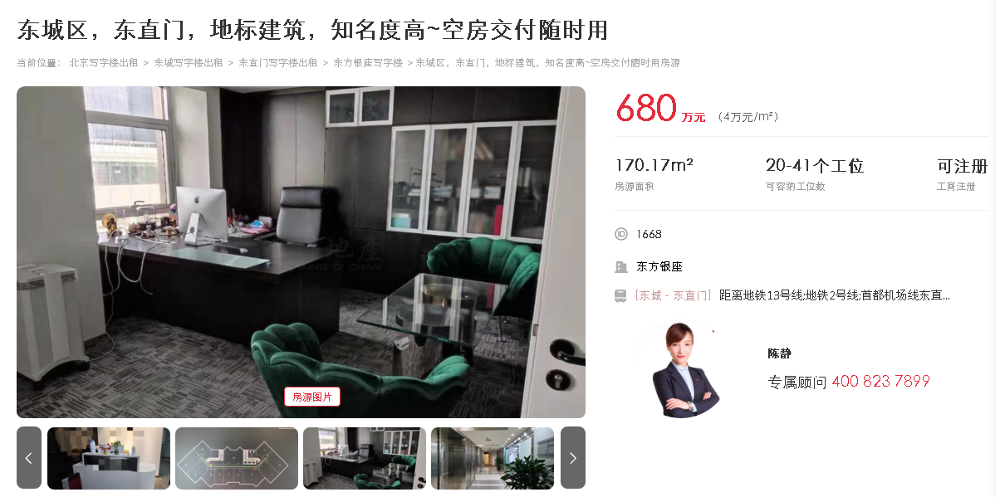 东城区，东直门，地标建筑，知名度高~空房交付随时用
当前位置： 北京写字楼出租 > 东城写字楼出租 > 东直门写字楼出租 > 东方银座写字楼 > 东城区，东直门，地标建筑，知名度高~空房交付随时用房源
680 万元 （4万元/m²）
170.17m² 20-41个工位 可注册
房源面积 可容纳工位数 工商注册
ID 1668
东方银座
[东城 - 东直门] 距离地铁13号线;地铁2号线;首都机场线东直...
陈静
专属顾问 400 823 7899
地產
XING DI CHAN
房源图片